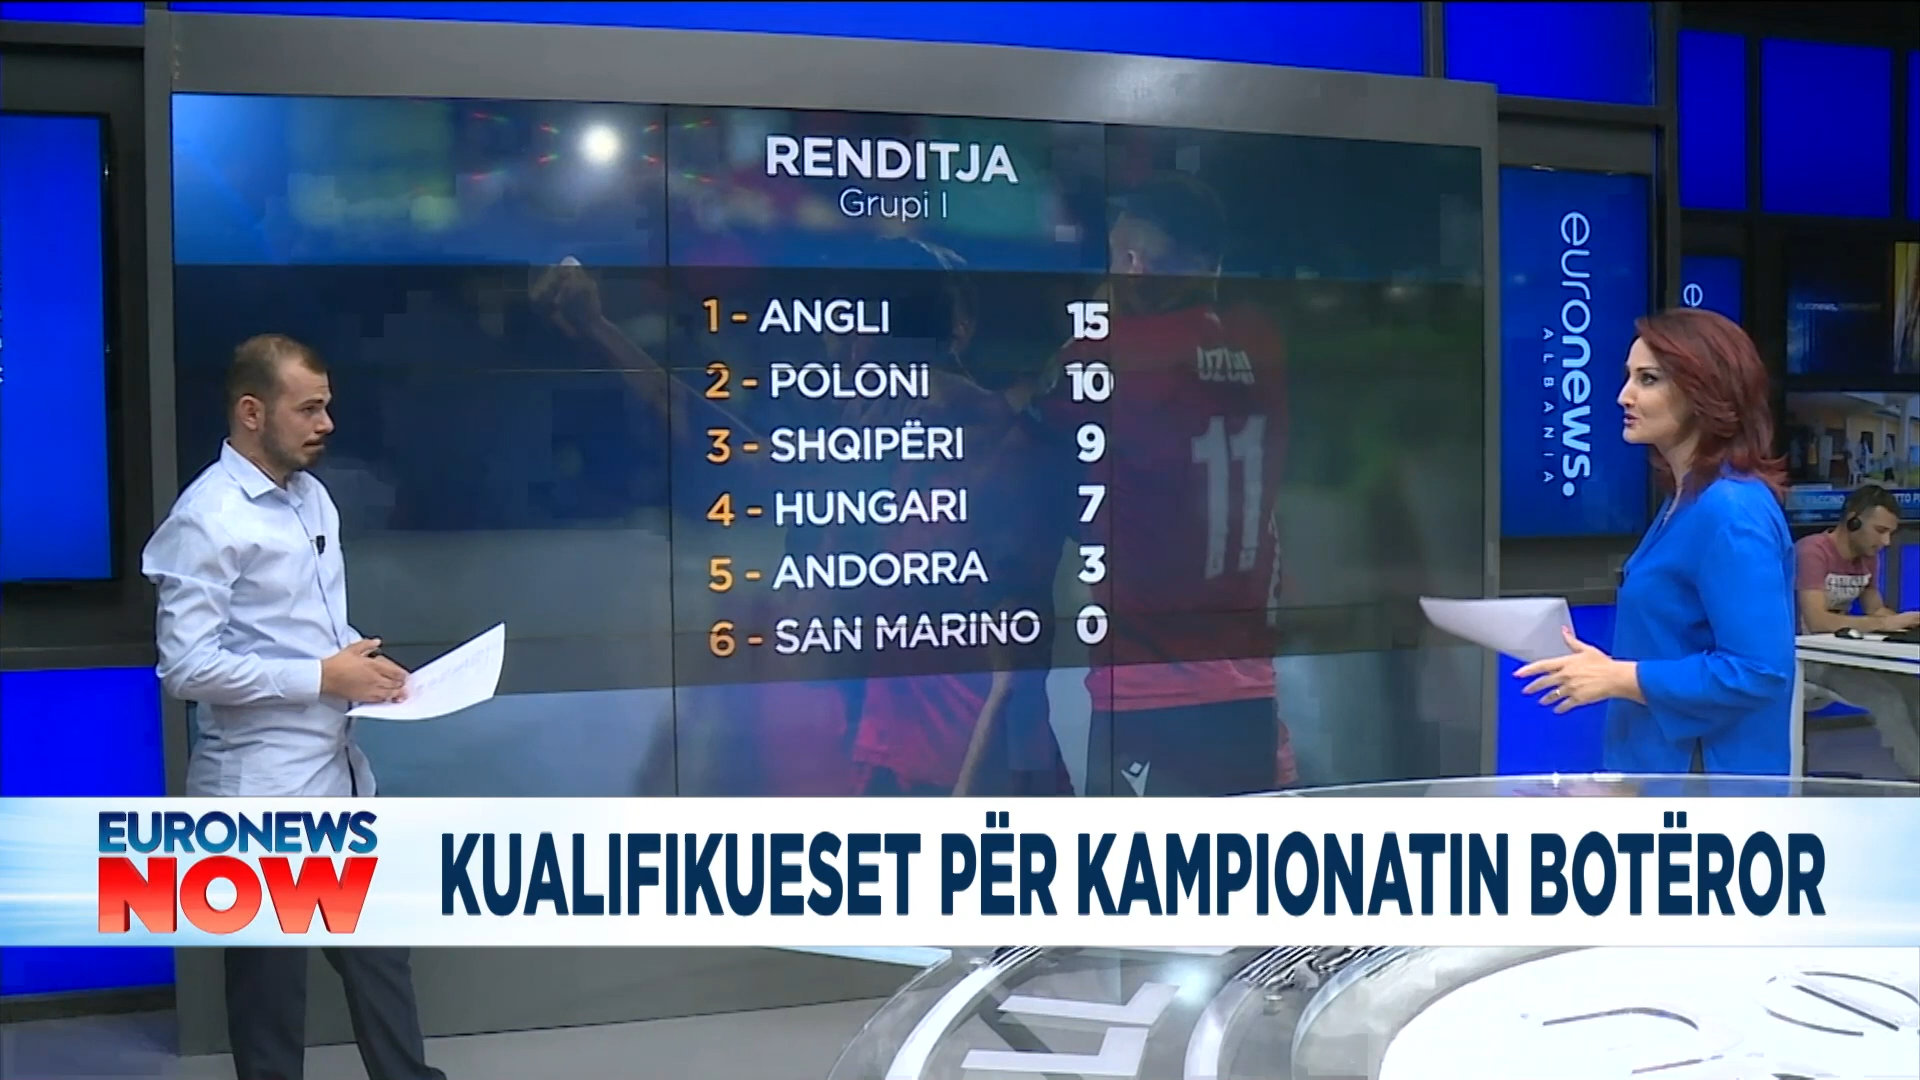 RENDITJA
Grupi I
1 - ANGLI 15
2 - POLONI 10
3 - SHQIPËRI 9
4 - HUNGARI 7
5 - ANDORRA 3
6 - SAN MARINO 0
11
euronews.
ALBANIA
EURONEWS
NOW
KUALIFIKUESET PËR KAMPIONATIN BOTËROR